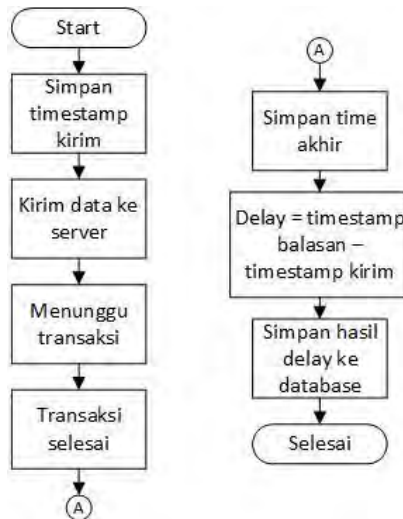 Start
Simpan
timestamp
kirim
Kirim data ke
server
Menunggu
transaksi
Transaksi
selesai
A
A
Simpan time
akhir
Delay = timestamp
balasan –
timestamp kirim
Simpan hasil
delay ke
database
Selesai